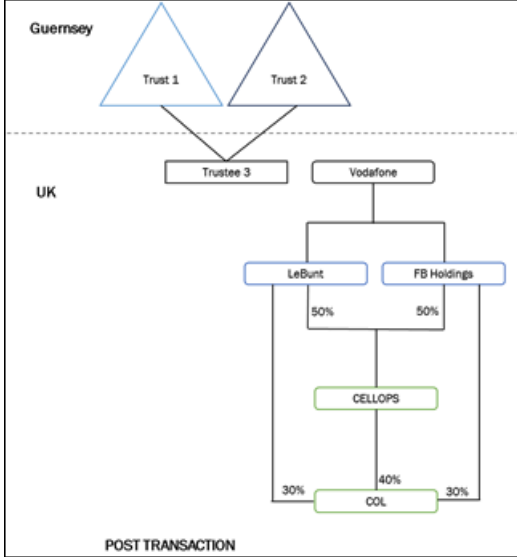 Guernsey
Trust 1
Trust 2
Trustee 3
Vodafone
UK
LeBunt
FB Holdings
50%
50%
CELLOPS
40%
30%
30%
COL
POST TRANSACTION